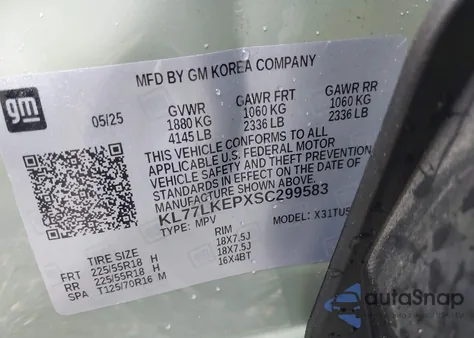 MFD BY GM KOREA COMPANY
gm
05/25
GVWR GAWR FRT GAWR RR
1880 KG 1060 KG 1060 KG
4145 LB 2336 LB 2336 LB
THIS VEHICLE CONFORMS TO ALL
APPLICABLE U.S. FEDERAL MOTOR
VEHICLE SAFETY AND THEFT PREVENTION
STANDARDS IN EFFECT ON THE DATE OF
MANUFACTURE SHOWN ABOVE.
KL77LKEPXSC299583
TYPE: MPV MODEL: X31TUS
TIRE SIZE RIM
FRT 225/55R18 H 18X7.5J
RR 225/55R18 H 18X7.5J
SPA T125/70R16 M 16X4BT
autoSnap